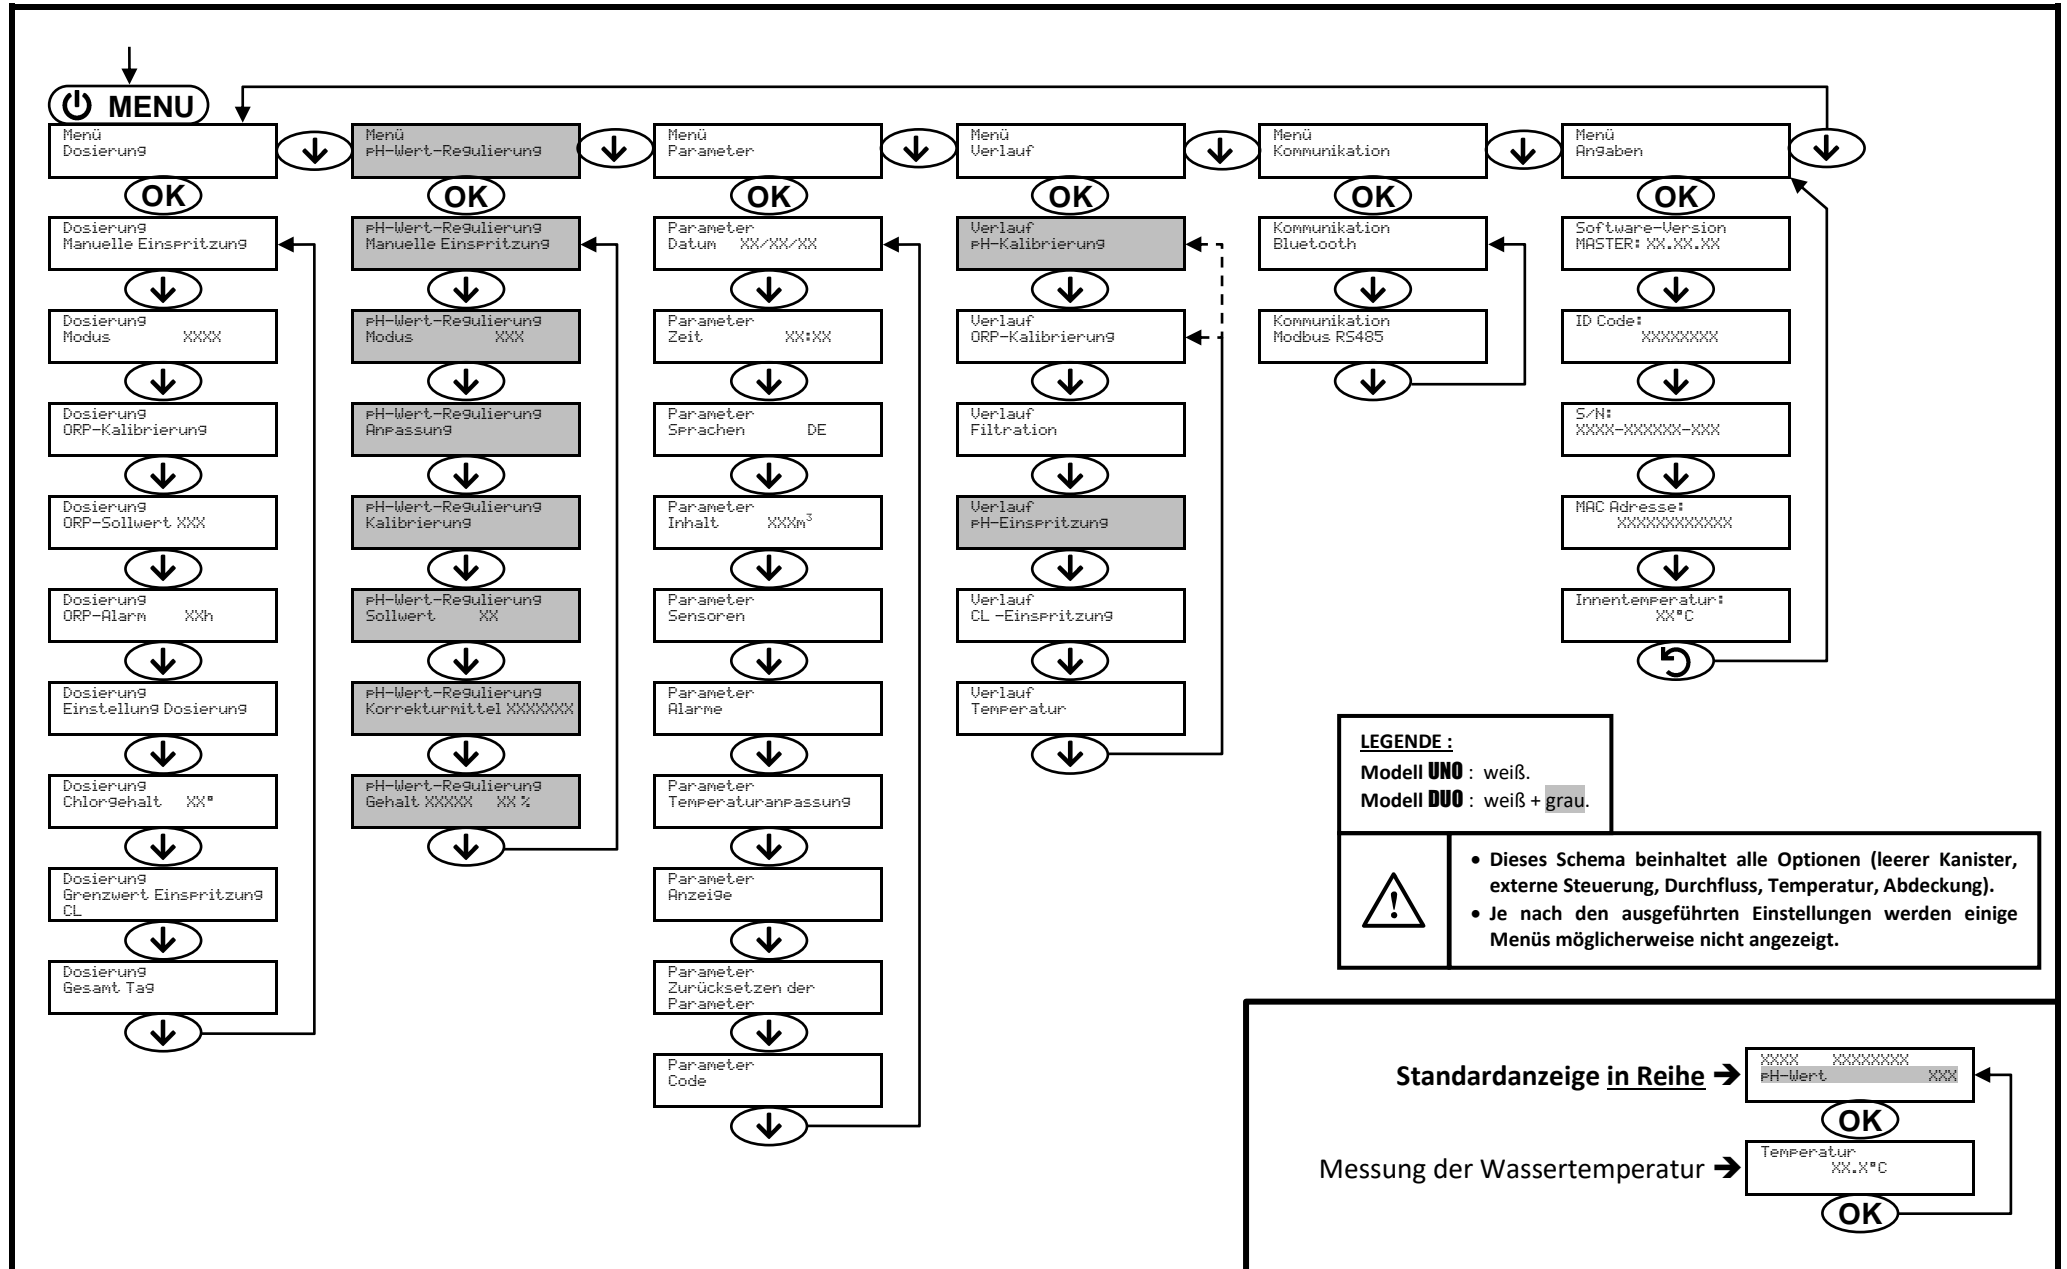 MENU
Menü
Dosierung
OK
Dosierung
Manuelle Einspritzung
Dosierung
Modus XXXX
Dosierung
ORP-Kalibrierung
Dosierung
ORP-Sollwert XXX
Dosierung
ORP-Alarm XXh
Dosierung
Einstellung Dosierung
Dosierung
Chlorgehalt XX°
Dosierung
Grenzwert Einspritzung
CL
Dosierung
Gesamt Tag
Menü
pH-Wert-Regulierung
OK
pH-Wert-Regulierung
Manuelle Einspritzung
pH-Wert-Regulierung
Modus XXX
pH-Wert-Regulierung
Anpassung
pH-Wert-Regulierung
Kalibrierung
pH-Wert-Regulierung
Sollwert XX
pH-Wert-Regulierung
Korrekturmittel XXXXXXX
pH-Wert-Regulierung
Gehalt XXXXX XX %
Menü
Parameter
OK
Parameter
Datum XX/XX/XX
Parameter
Zeit XX:XX
Parameter
Sprachen DE
Parameter
Inhalt XXXm³
Parameter
Sensoren
Parameter
Alarme
Parameter
Temperaturanpassung
Parameter
Anzeige
Parameter
Zurücksetzen der
Parameter
Parameter
Code
Menü
Verlauf
OK
Verlauf
pH-Kalibrierung
Verlauf
ORP-Kalibrierung
Verlauf
Filtration
Verlauf
pH-Einspritzung
Verlauf
CL -Einspritzung
Verlauf
Temperatur
Menü
Kommunikation
OK
Kommunikation
Bluetooth
Kommunikation
Modbus RS485
Menü
Angaben
OK
Software-Version
MASTER: XX.XX.XX
ID Code:
XXXXXXXX
S/N:
XXXX-XXXXXX-XXX
MAC Adresse:
XXXXXXXXXXXX
Innentemperatur:
XX°C
LEGENDE :
Modell UNO : weiß.
Modell DUO : weiß + grau.
• Dieses Schema beinhaltet alle Optionen (leerer Kanister,
externe Steuerung, Durchfluss, Temperatur, Abdeckung).
• Je nach den ausgeführten Einstellungen werden einige
Menüs möglicherweise nicht angezeigt.
Standardanzeige in Reihe ➔
XXXX XXXXXXXX
pH-Wert XXX
OK
Messung der Wassertemperatur ➔
Temperatur
XX.X°C
OK